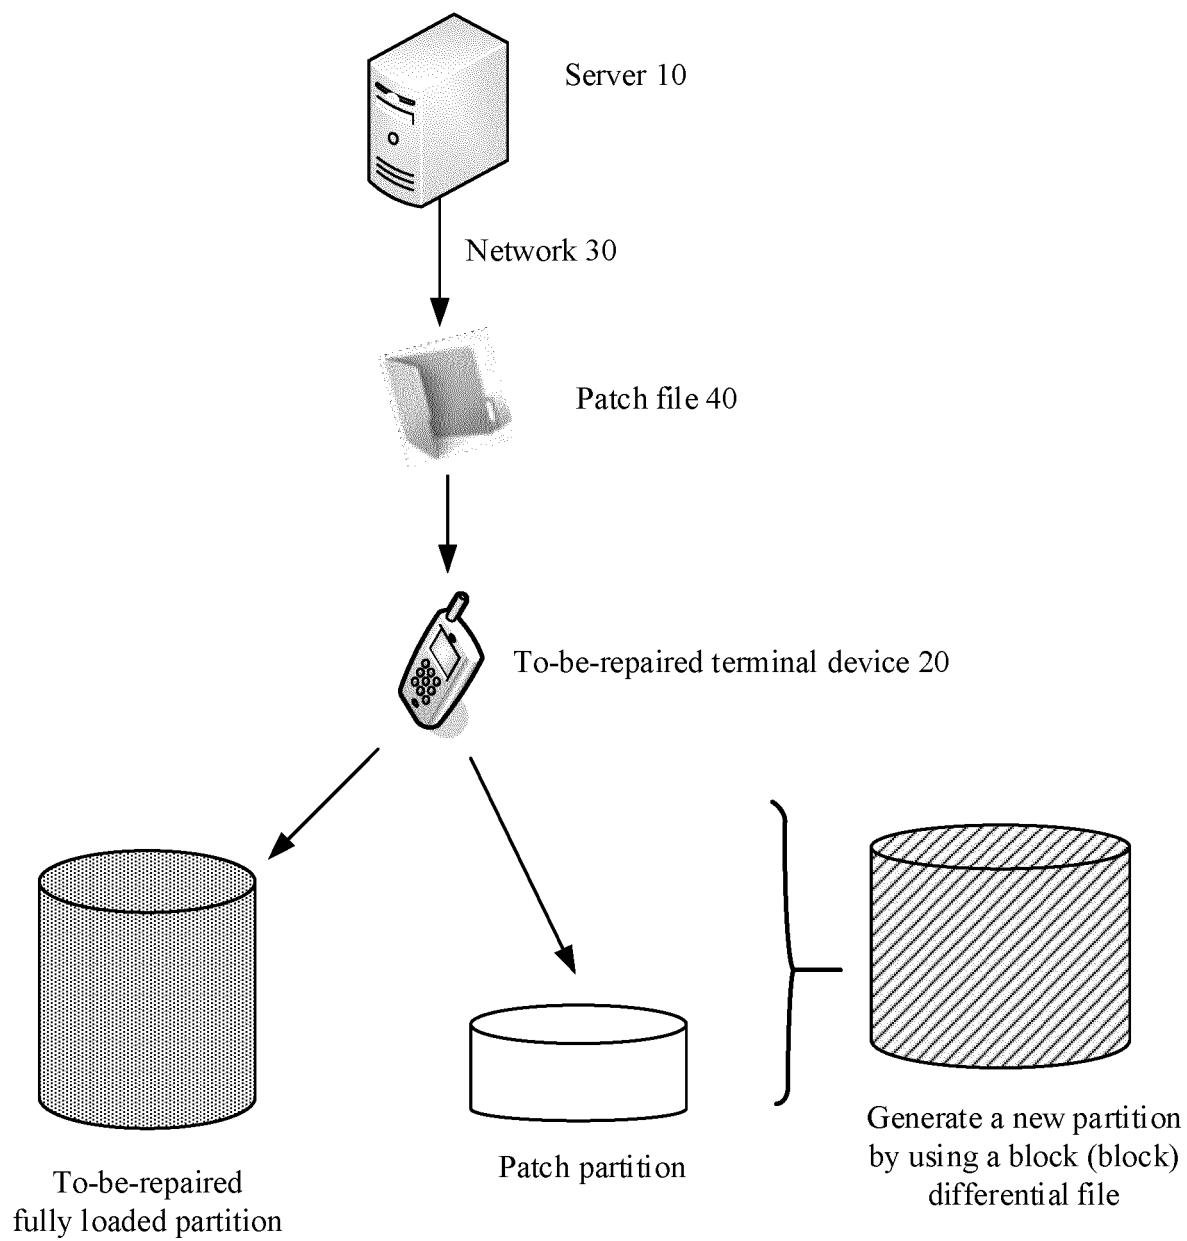 Server 10
Network 30
Patch file 40
To-be-repaired terminal device 20
To-be-repaired
fully loaded partition
Patch partition
Generate a new partition
by using a block (block)
differential file